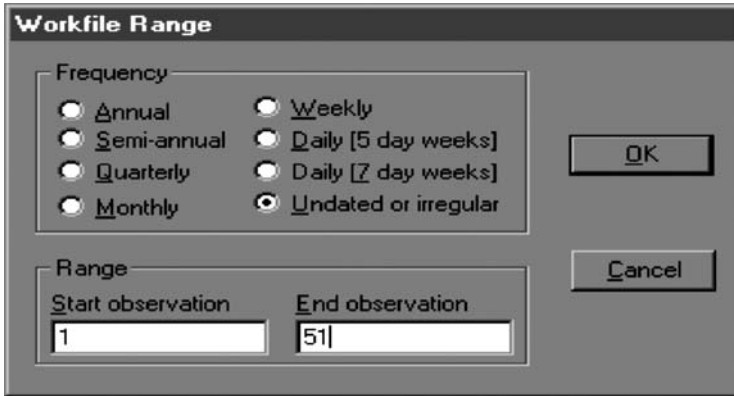 Workfile Range
Frequency
Annual
Semi-annual
Quarterly
Monthly
Weekly
Daily [5 day weeks]
Daily [7 day weeks]
Undated or irregular
Range
Start observation
1
End observation
51
OK
Cancel